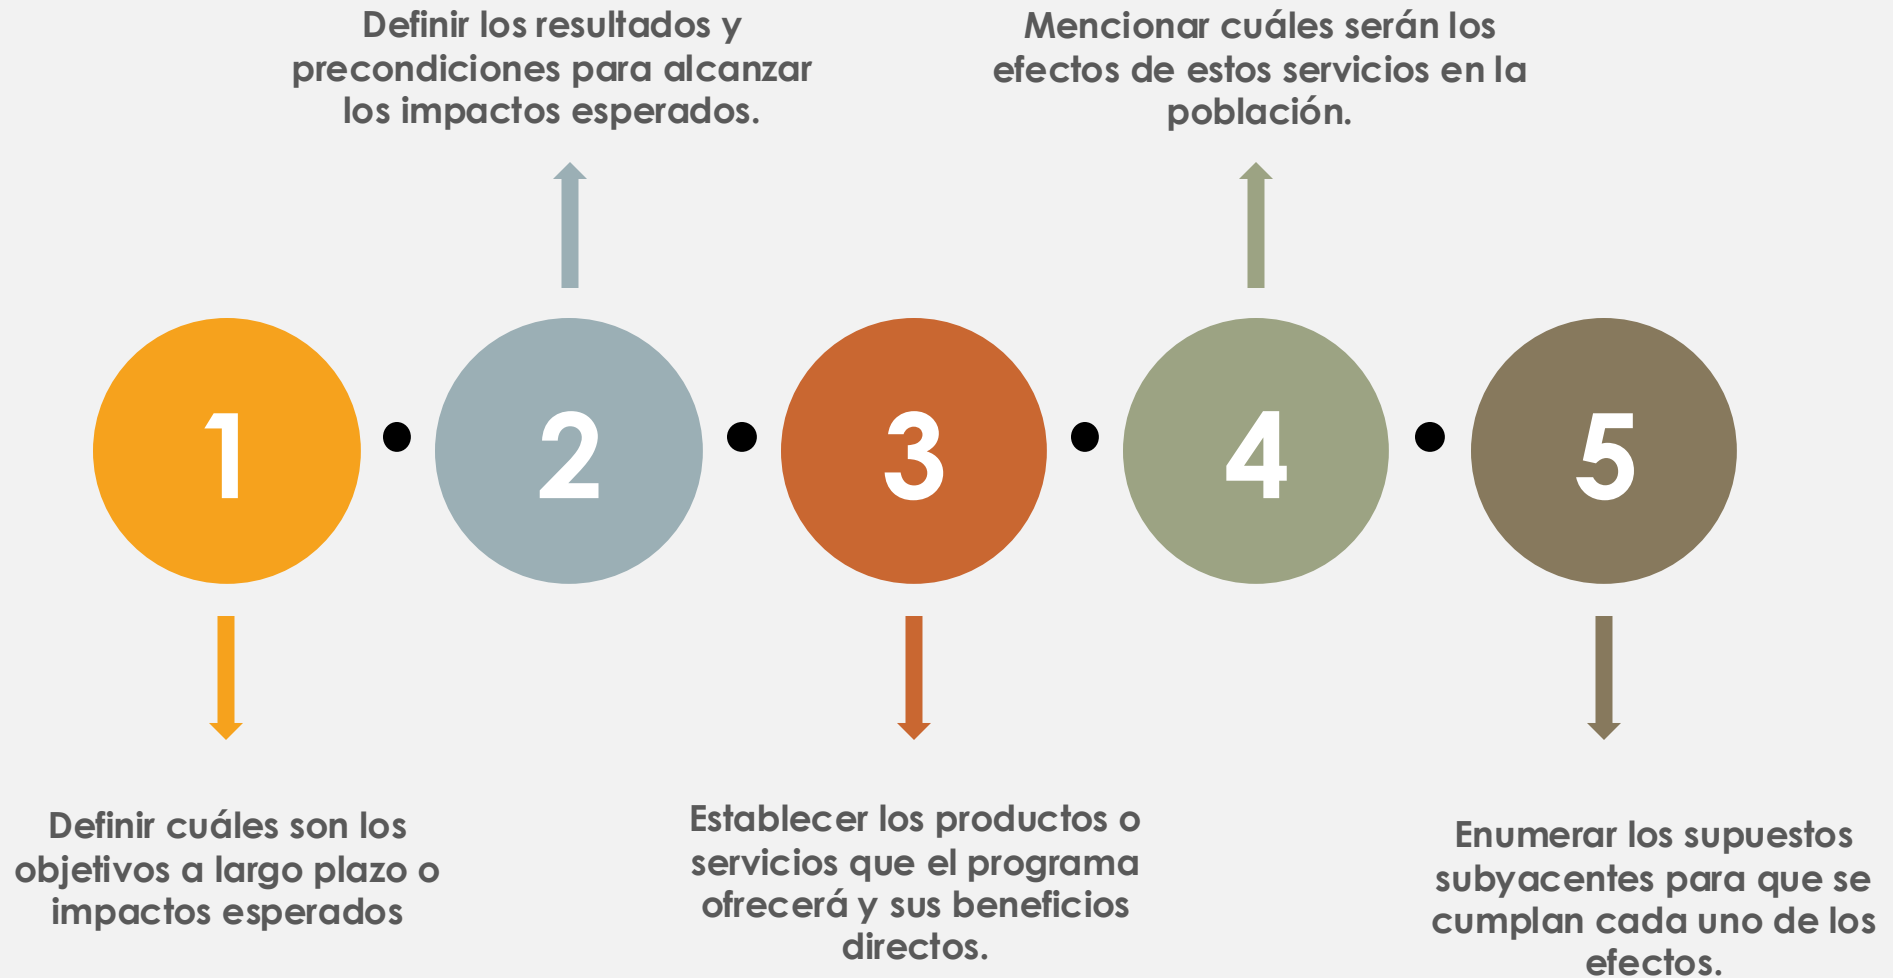 Definir los resultados y
precondiciones para alcanzar
los impactos esperados.
Mencionar cuáles serán los
efectos de estos servicios en la
población.
1
2
3
4
5
Definir cuáles son los
objetivos a largo plazo o
impactos esperados
Establecer los productos o
servicios que el programa
ofrecerá y sus beneficios
directos.
Enumerar los supuestos
subyacentes para que se
cumplan cada uno de los
efectos.